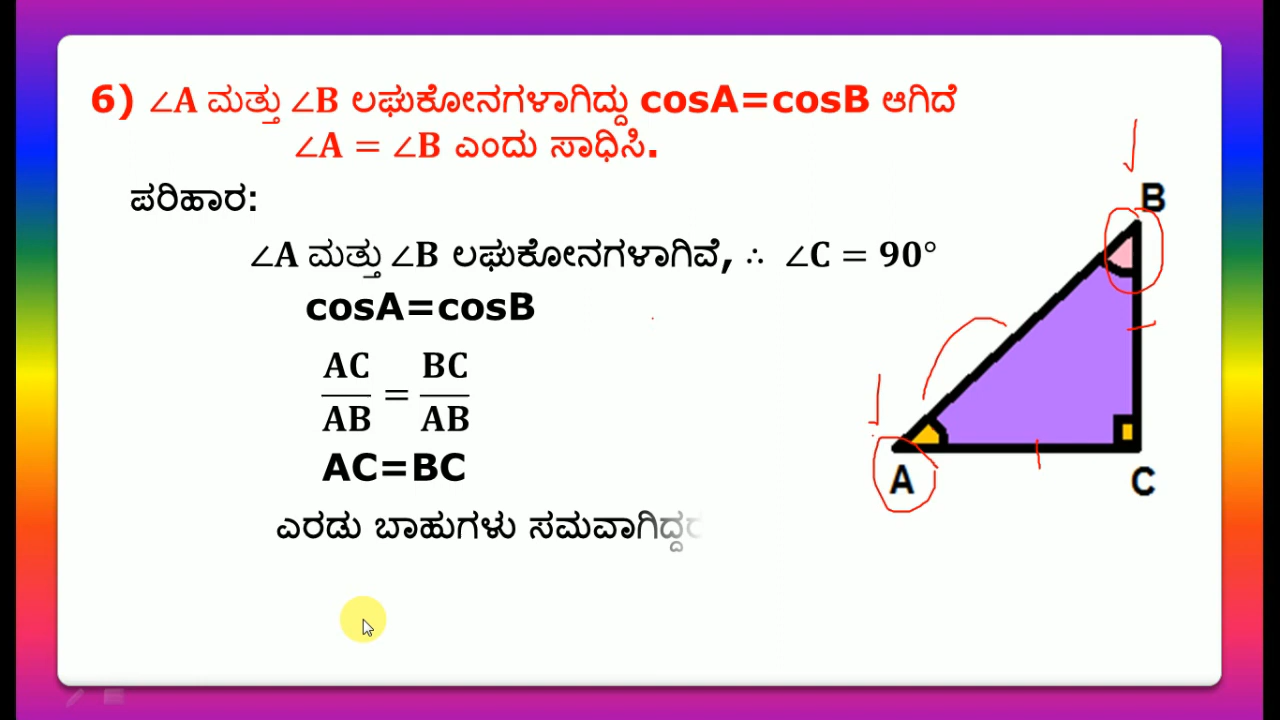 6) ∠A ಮತ್ತು ∠B ಲಘುಕೋನಗಳಾಗಿದ್ದು cosA=cosB ಆಗಿದೆ
∠A = ∠B ಎಂದು ಸಾಧಿಸಿ.
ಪರಿಹಾರ:
∠A ಮತ್ತು ∠B ಲಘುಕೋನಗಳಾಗಿವೆ, ∴ ∠C = 90°
cosA=cosB
AC/AB = BC/AB
AC=BC
ಎರಡು ಬಾಹುಗಳು ಸಮವಾಗಿದ್ದರೆ
B
A
C